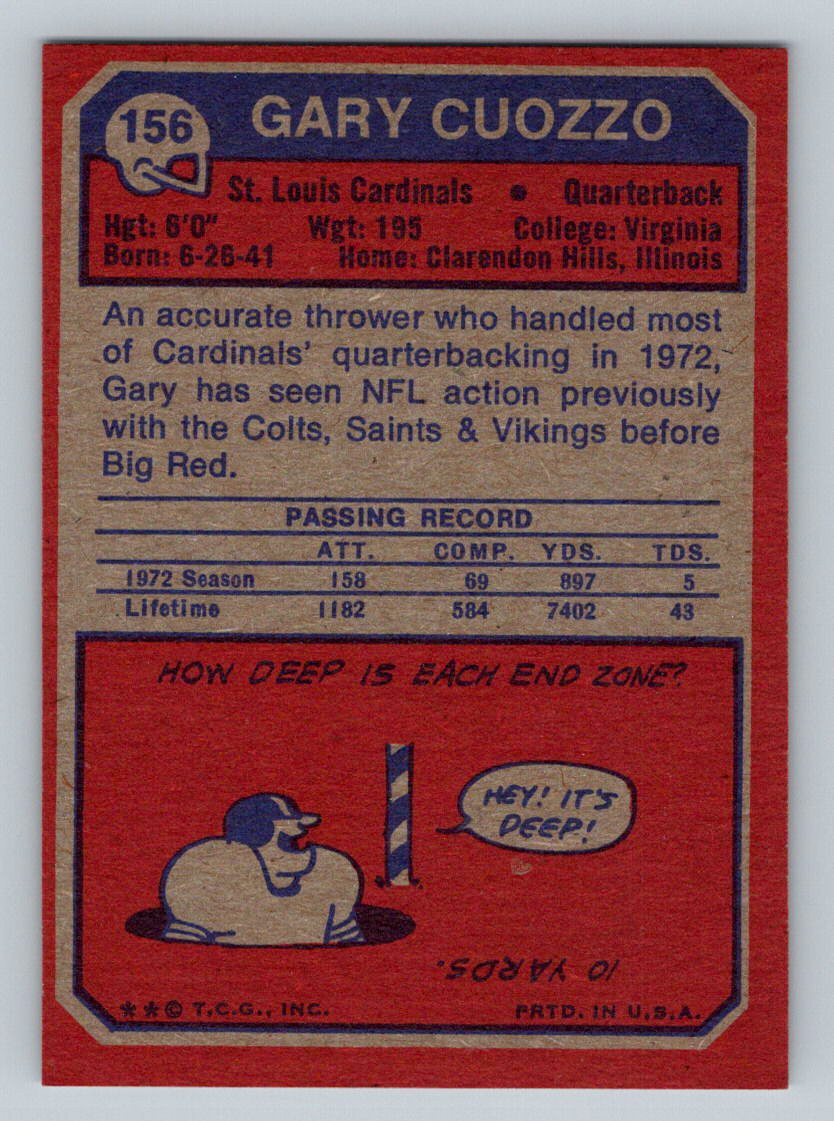 156
GARY CUOZZO
St. Louis Cardinals • Quarterback
Hgt: 6'0" Wgt: 195 College: Virginia
Born: 6-26-41 Home: Clarendon Hills, Illinois
An accurate thrower who handled most
of Cardinals' quarterbacking in 1972,
Gary has seen NFL action previously
with the Colts, Saints & Vikings before
Big Red.
PASSING RECORD
ATT. COMP. YDS. TDS.
1972 Season 158 69 897 5
Lifetime 1182 584 7402 43
HOW DEEP IS EACH END ZONE?
HEY! IT'S
DEEP!
10 YARDS.
**© T.C.G., INC. PRTD. IN U.S.A.